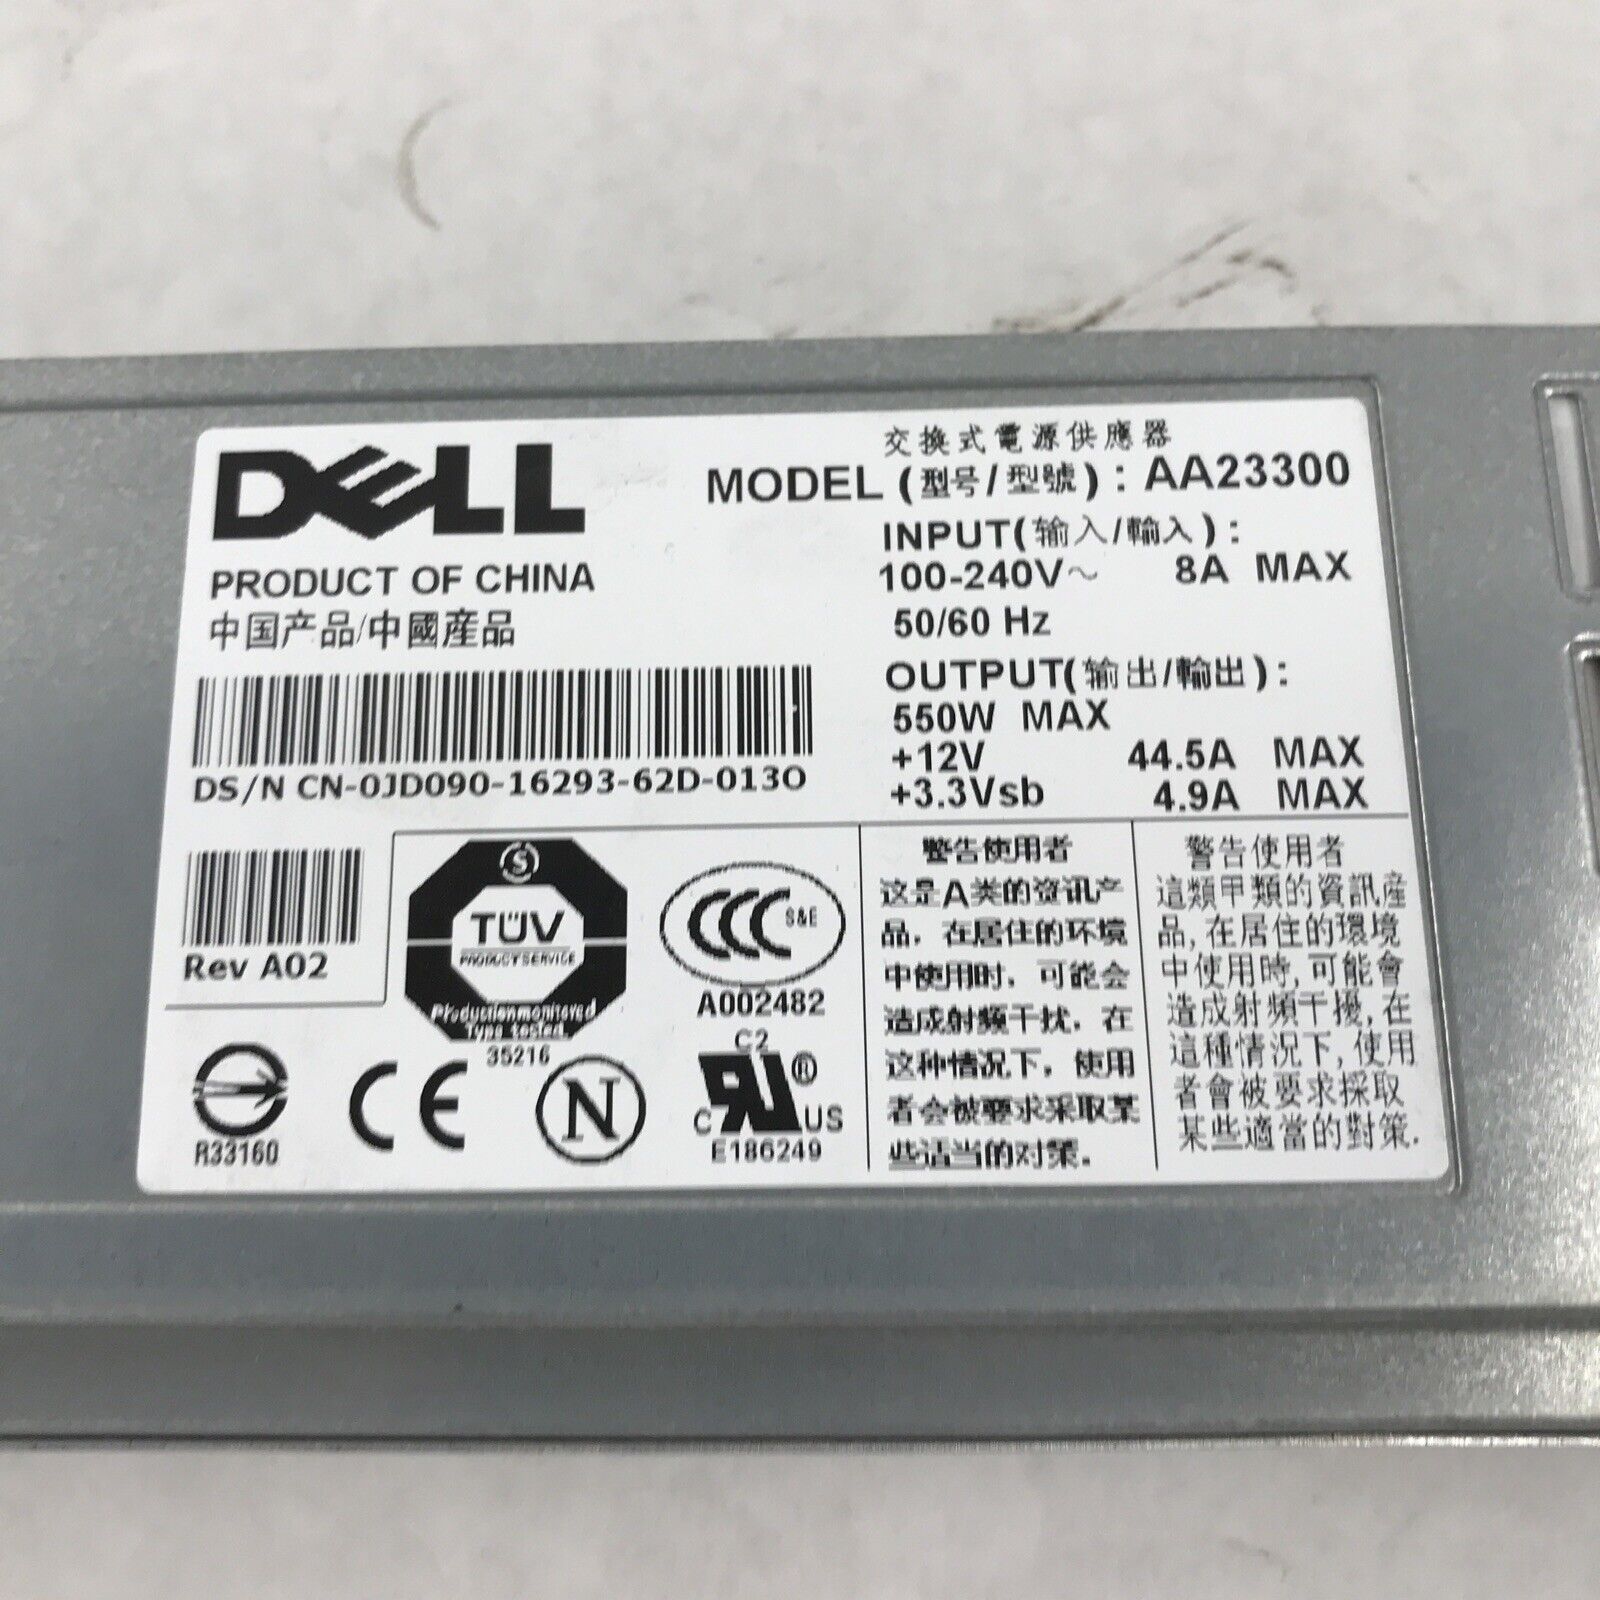 DELL
PRODUCT OF CHINA
中国产品/中國産品
DS/N CN-0JD090-16293-62D-013O
Rev A02
交換式電源供應器
MODEL (型号/型號) : AA23300
INPUT(输入/輸入) :
100-240V～ 8A MAX
50/60 Hz
OUTPUT(输出/輸出) :
550W MAX
+12V 44.5A MAX
+3.3Vsb 4.9A MAX
S
TÜV
PRODUCT SERVICE
Production monitored
Type tested
35216
CCC S&E
A002482
R33160
CE
N
C2
C RU ® US
E186249
警告使用者
这是A类的资讯产
品，在居住的环境
中使用时，可能会
造成射频干扰，在
这种情况下，使用
者会被要求采取某
些适当的对策。
警告使用者
這類甲類的資訊産
品,在居住的環境
中使用時,可能會
造成射頻干擾,在
這種情況下,使用
者會被要求採取
某些適當的對策.